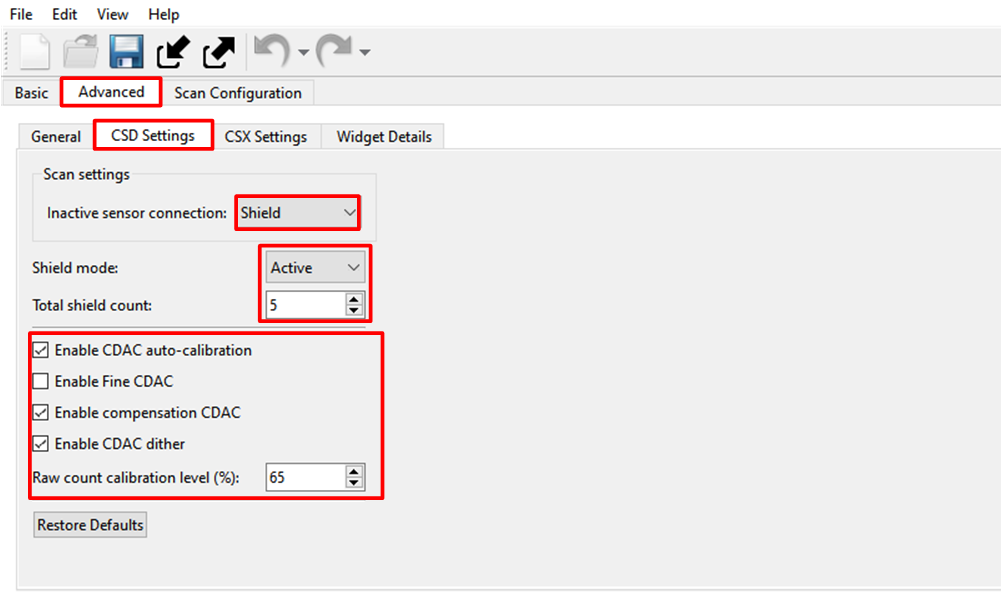 File Edit View Help
Basic Advanced Scan Configuration
General CSD Settings CSX Settings Widget Details
Scan settings
Inactive sensor connection: Shield
Shield mode: Active
Total shield count: 5
Enable CDAC auto-calibration
Enable Fine CDAC
Enable compensation CDAC
Enable CDAC dither
Raw count calibration level (%): 65
Restore Defaults